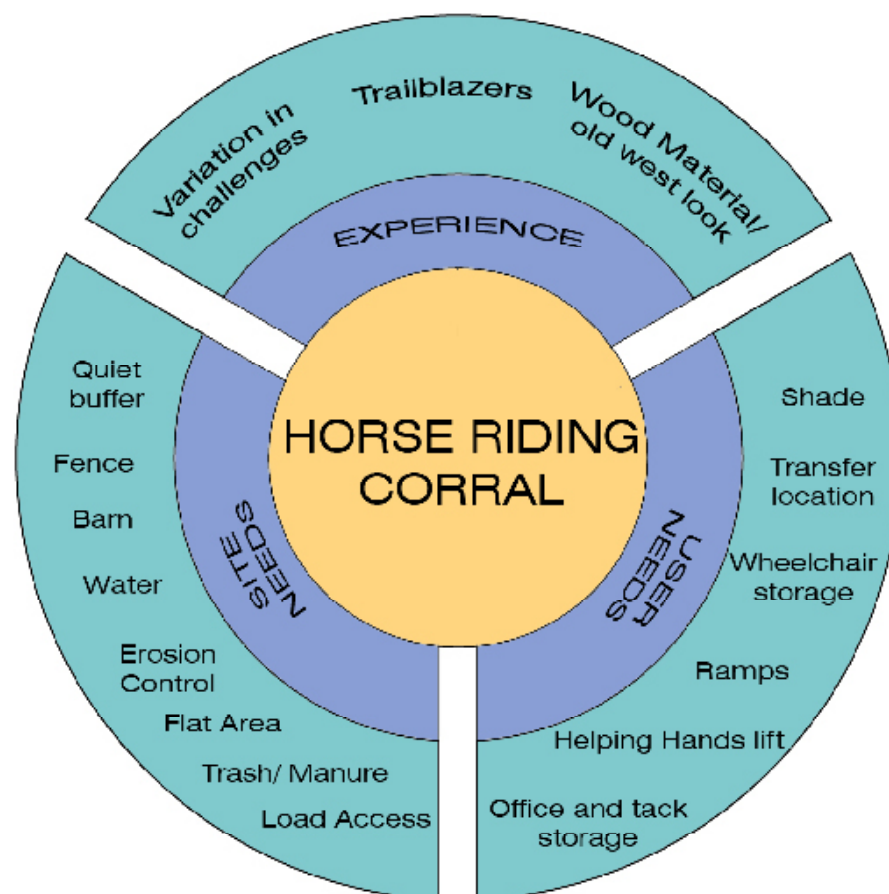 Variation in
challenges
Trailblazers
Wood Material/
old west look
EXPERIENCE
HORSE RIDING
CORRAL
SITE
NEEDS
USER
NEEDS
Quiet
buffer
Fence
Barn
Water
Erosion
Control
Flat Area
Trash/ Manure
Load Access
Shade
Transfer
location
Wheelchair
storage
Ramps
Helping Hands lift
Office and tack
storage